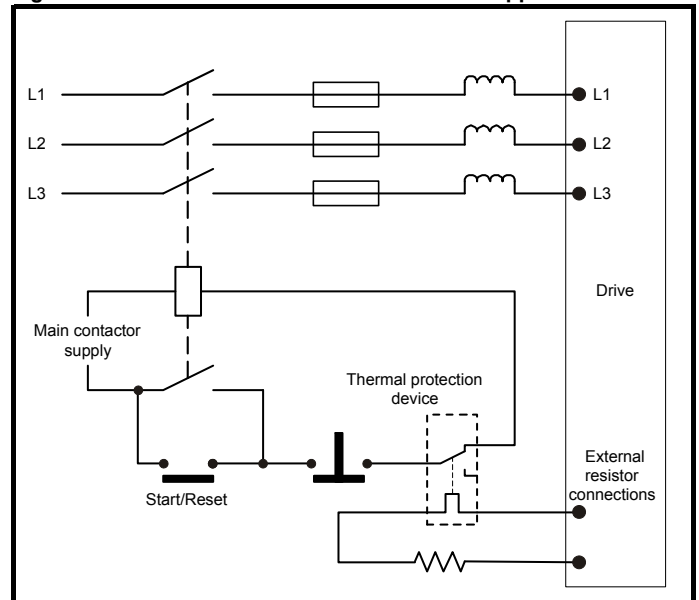 L1
L1
L2
L2
L3
L3
Drive
Main contactor
supply
Thermal protection
device
Start/Reset
External
resistor
connections